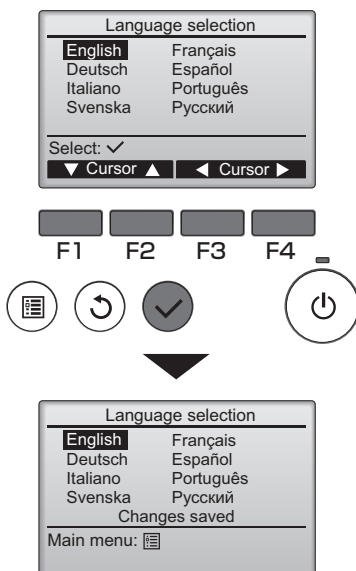 Language selection
English Français
Deutsch Español
Italiano Português
Svenska Русский
Select: ✓
▼ Cursor ▲ ◀ Cursor ▶
F1 F2 F3 F4
Language selection
English Français
Deutsch Español
Italiano Português
Svenska Русский
Changes saved
Main menu: